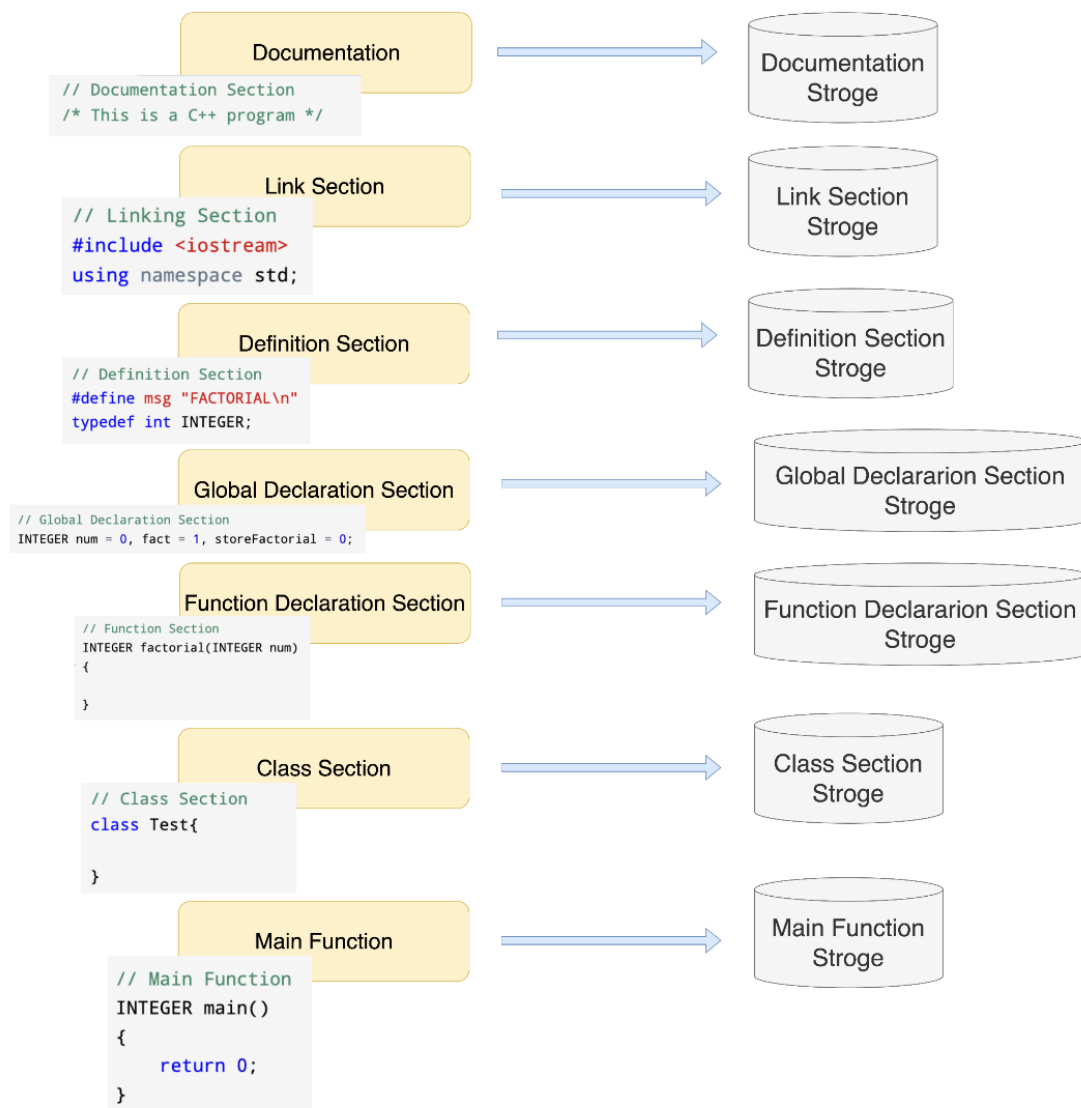 Documentation
Documentation
Stroge
// Documentation Section
/* This is a C++ program */
Link Section
Link Section
Stroge
// Linking Section
#include <iostream>
using namespace std;
Definition Section
Definition Section
Stroge
// Definition Section
#define msg "FACTORIAL\n"
typedef int INTEGER;
Global Declaration Section
Global Declararion Section
Stroge
// Global Declaration Section
INTEGER num = 0, fact = 1, storeFactorial = 0;
Function Declaration Section
Function Declararion Section
Stroge
// Function Section
INTEGER factorial(INTEGER num)
{
}
Class Section
Class Section
Stroge
// Class Section
class Test{
}
Main Function
Main Function
Stroge
// Main Function
INTEGER main()
{
return 0;
}